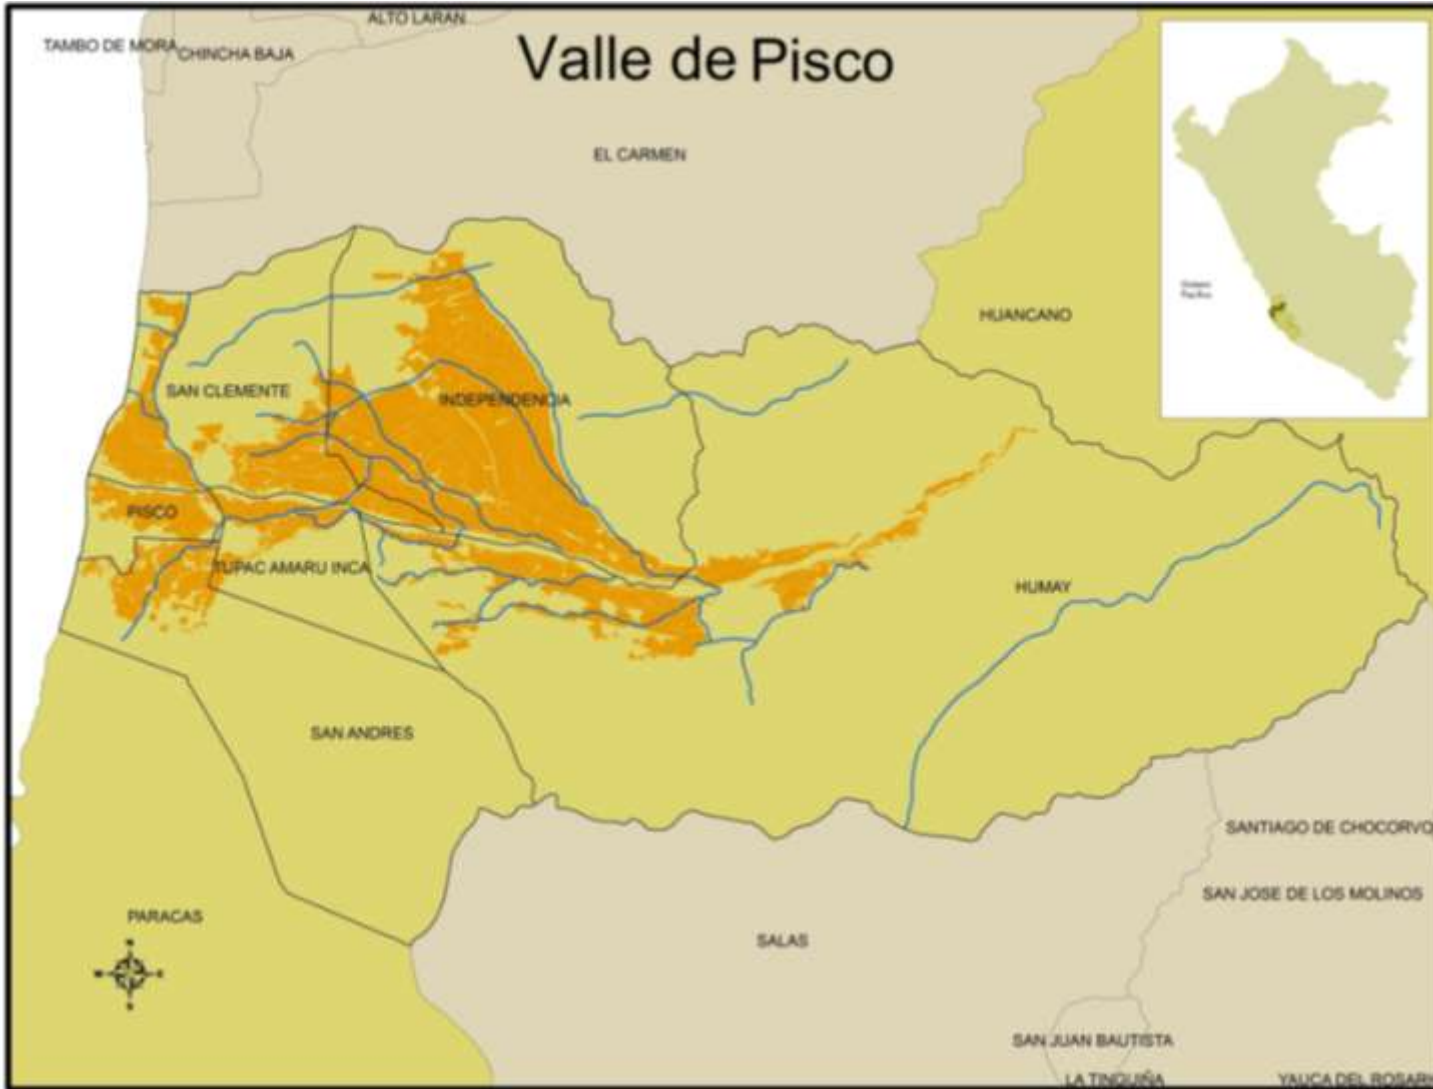 ALTO LARAN
TAMBO DE MORA
CHINCHA BAJA
Valle de Pisco
EL CARMEN
HUANCANO
SAN CLEMENTE
INDEPENDENCIA
PISCO
TUPAC AMARU INCA
HUMAY
SAN ANDRES
SANTIAGO DE CHOCORVO
SAN JOSE DE LOS MOLINOS
PARACAS
SALAS
SAN JUAN BAUTISTA
LA TINGUIÑA
YAUCA DEL ROSARI